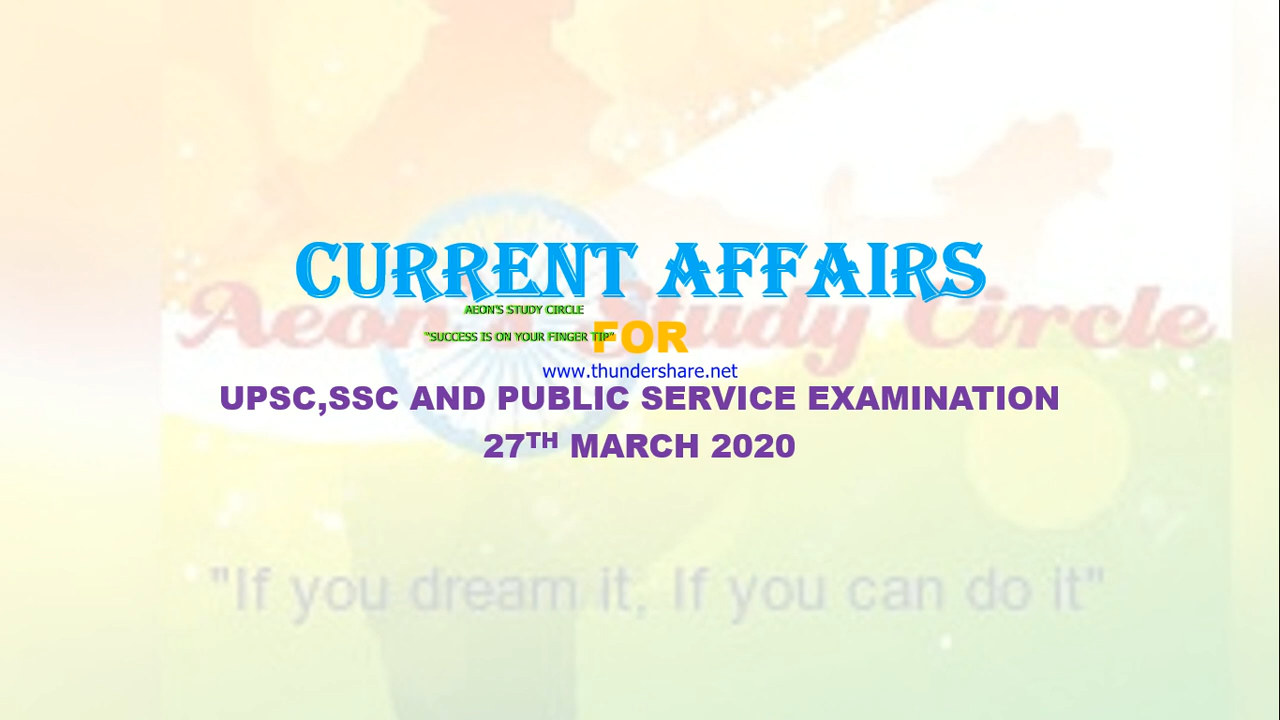 CURRENT AFFAIRS
Aeon's Study Circle
AEON'S STUDY CIRCLE
"SUCCESS IS ON YOUR FINGER TIP"
FOR
www.thundershare.net
UPSC,SSC AND PUBLIC SERVICE EXAMINATION
27TH MARCH 2020
"If you dream it, If you can do it"